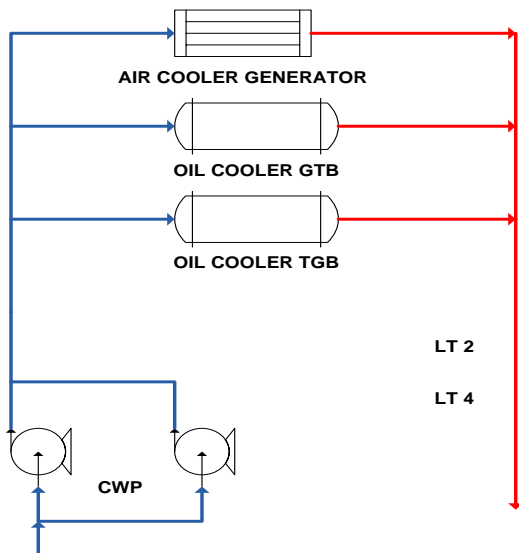 AIR COOLER GENERATOR
OIL COOLER GTB
OIL COOLER TGB
LT 2
LT 4
CWP